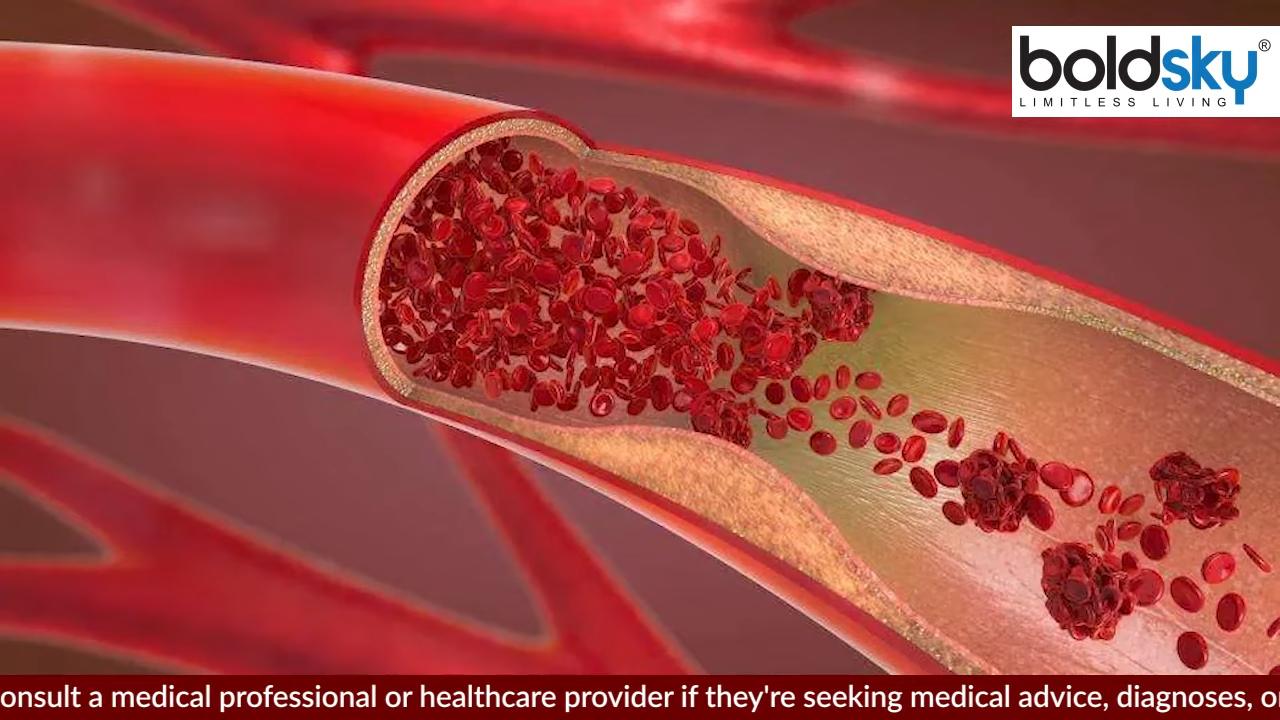 boldsky®
LIMITLESS LIVING
onsult a medical professional or healthcare provider if they're seeking medical advice, diagnoses, o